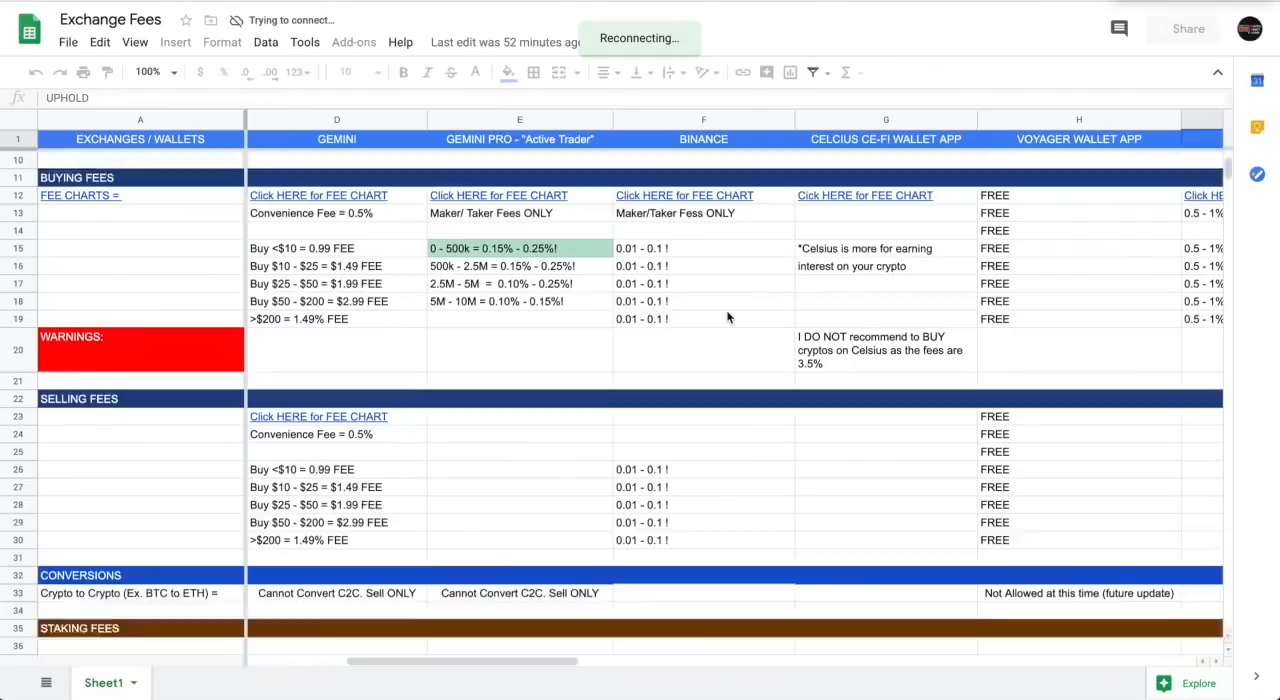 Exchange Fees
Trying to connect...
Reconnecting...
Share
File Edit View Insert Format Data Tools Add-ons Help Last edit was 52 minutes ago
100% $ % .0 .00 123 10 B I S A
fx UPHOLD
A D E F G H
1 EXCHANGES / WALLETS GEMINI GEMINI PRO - "Active Trader" BINANCE CELCIUS CE-FI WALLET APP VOYAGER WALLET APP
10
11 BUYING FEES
12 FEE CHARTS = Click HERE for FEE CHART Click HERE for FEE CHART Click HERE for FEE CHART Click HERE for FEE CHART FREE Click HE
13 Convenience Fee = 0.5% Maker/ Taker Fees ONLY Maker/Taker Fess ONLY FREE 0.5 - 1%
14 FREE
15 Buy <$10 = 0.99 FEE 0 - 500k = 0.15% - 0.25%! 0.01 - 0.1 ! *Celsius is more for earning FREE 0.5 - 1%
16 Buy $10 - $25 = $1.49 FEE 500k - 2.5M = 0.15% - 0.25%! 0.01 - 0.1 ! interest on your crypto FREE 0.5 - 1%
17 Buy $25 - $50 = $1.99 FEE 2.5M - 5M = 0.10% - 0.25%! 0.01 - 0.1 ! FREE 0.5 - 1%
18 Buy $50 - $200 = $2.99 FEE 5M - 10M = 0.10% - 0.15%! 0.01 - 0.1 ! FREE 0.5 - 1%
19 >$200 = 1.49% FEE 0.01 - 0.1 ! FREE 0.5 - 1%
20 WARNINGS: I DO NOT recommend to BUY
cryptos on Celsius as the fees are
3.5%
21
22 SELLING FEES
23 Click HERE for FEE CHART FREE
24 Convenience Fee = 0.5% FREE
25 FREE
26 Buy <$10 = 0.99 FEE 0.01 - 0.1 ! FREE
27 Buy $10 - $25 = $1.49 FEE 0.01 - 0.1 ! FREE
28 Buy $25 - $50 = $1.99 FEE 0.01 - 0.1 ! FREE
29 Buy $50 - $200 = $2.99 FEE 0.01 - 0.1 ! FREE
30 >$200 = 1.49% FEE 0.01 - 0.1 ! FREE
31
32 CONVERSIONS
33 Crypto to Crypto (Ex. BTC to ETH) = Cannot Convert C2C. Sell ONLY Cannot Convert C2C. Sell ONLY Not Allowed at this time (future update)
34
35 STAKING FEES
36
Sheet1
Explore